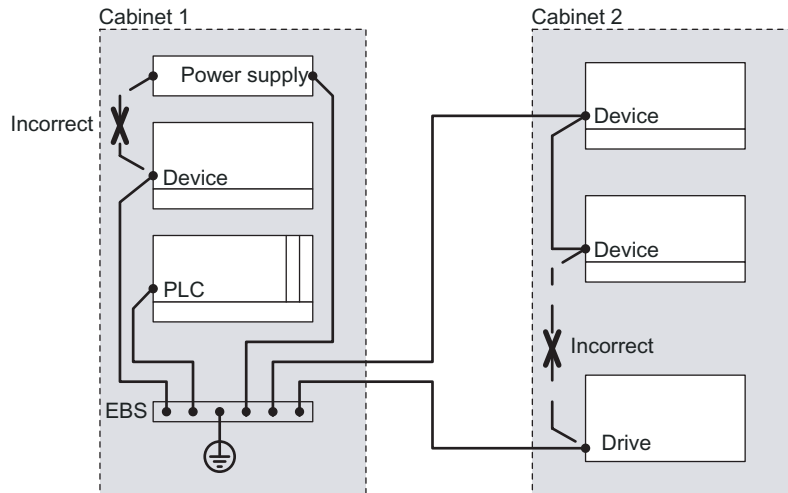 Cabinet 1
Power supply
Incorrect
Device
PLC
EBS
Cabinet 2
Device
Device
Incorrect
Drive